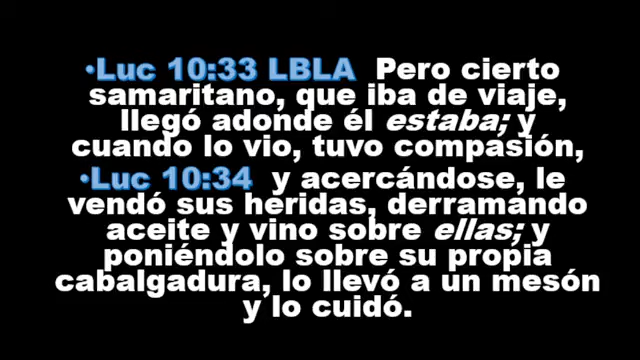 •Luc 10:33 LBLA Pero cierto
samaritano, que iba de viaje,
llegó adonde él estaba; y
cuando lo vio, tuvo compasión,
•Luc 10:34 y acercándose, le
vendó sus heridas, derramando
aceite y vino sobre ellas; y
poniéndolo sobre su propia
cabalgadura, lo llevó a un mesón
y lo cuidó.